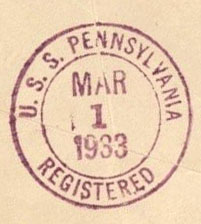 U. S. S. PENNSYLVANIA
MAR
1
1933
REGISTERED